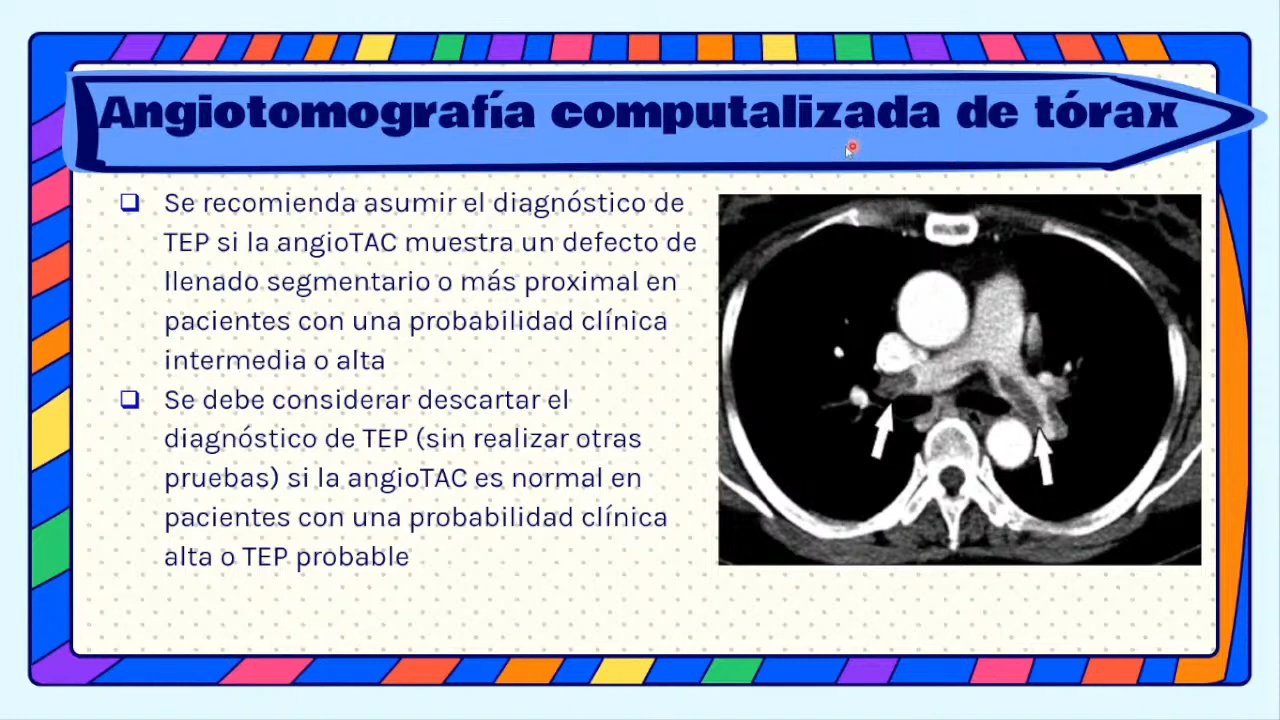 Angiotomografía computalizada de tórax
Se recomienda asumir el diagnóstico de
TEP si la angioTAC muestra un defecto de
llenado segmentario o más proximal en
pacientes con una probabilidad clínica
intermedia o alta
Se debe considerar descartar el
diagnóstico de TEP (sin realizar otras
pruebas) si la angioTAC es normal en
pacientes con una probabilidad clínica
alta o TEP probable